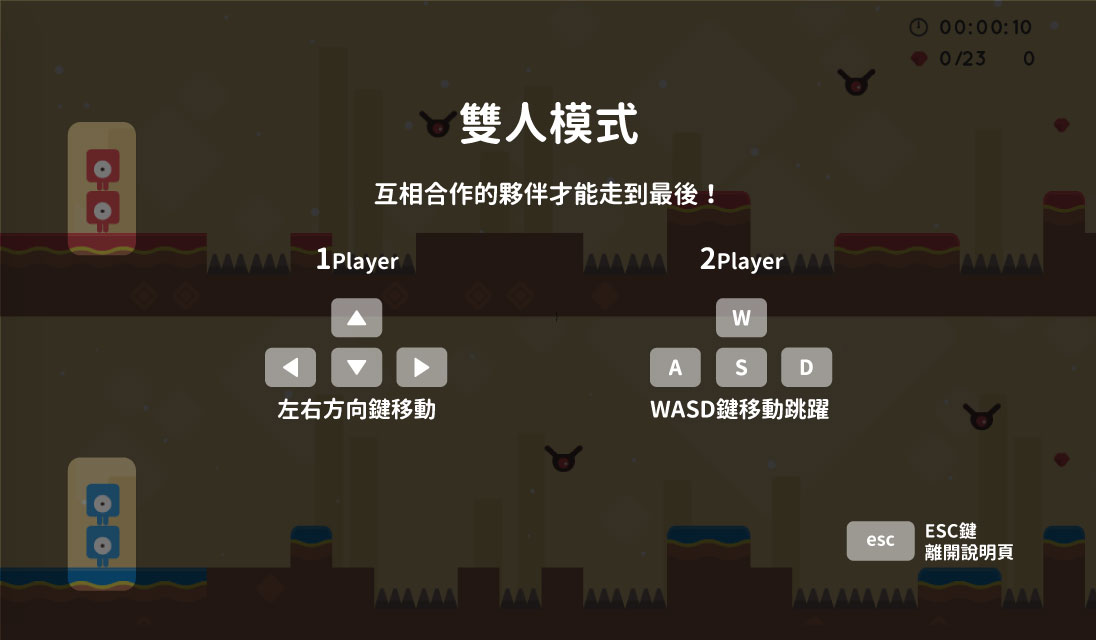 00:00:10
0/23 0
雙人模式
互相合作的夥伴才能走到最後！
1Player
2Player
W
A S D
左右方向鍵移動
WASD鍵移動跳躍
esc
ESC鍵
離開說明頁